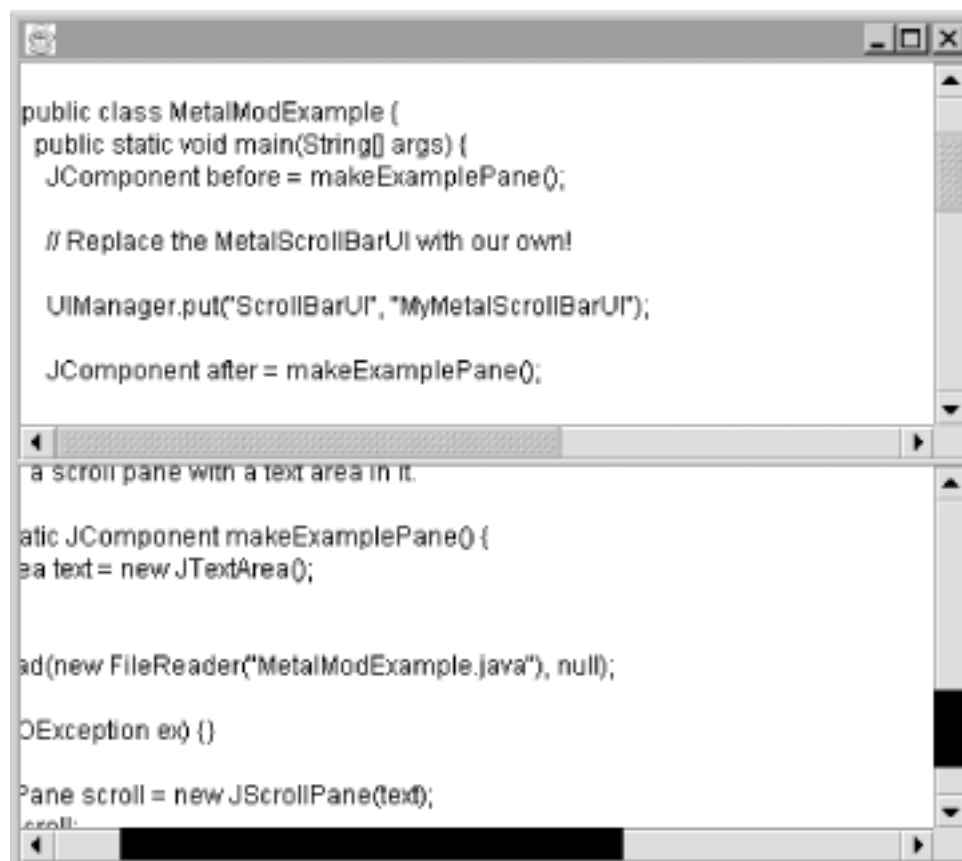 public class MetalModExample {
public static void main(String[] args) {
JComponent before = makeExamplePane();
// Replace the MetalScrollBarUI with our own!
UIManager.put("ScrollBarUI", "MyMetalScrollBarUI");
JComponent after = makeExamplePane();
a scroll pane with a text area in it.
atic JComponent makeExamplePane() {
ea text = new JTextArea();
ad(new FileReader("MetalModExample.java"), null);
OException ex) {}
Pane scroll = new JScrollPane(text);
scroll;